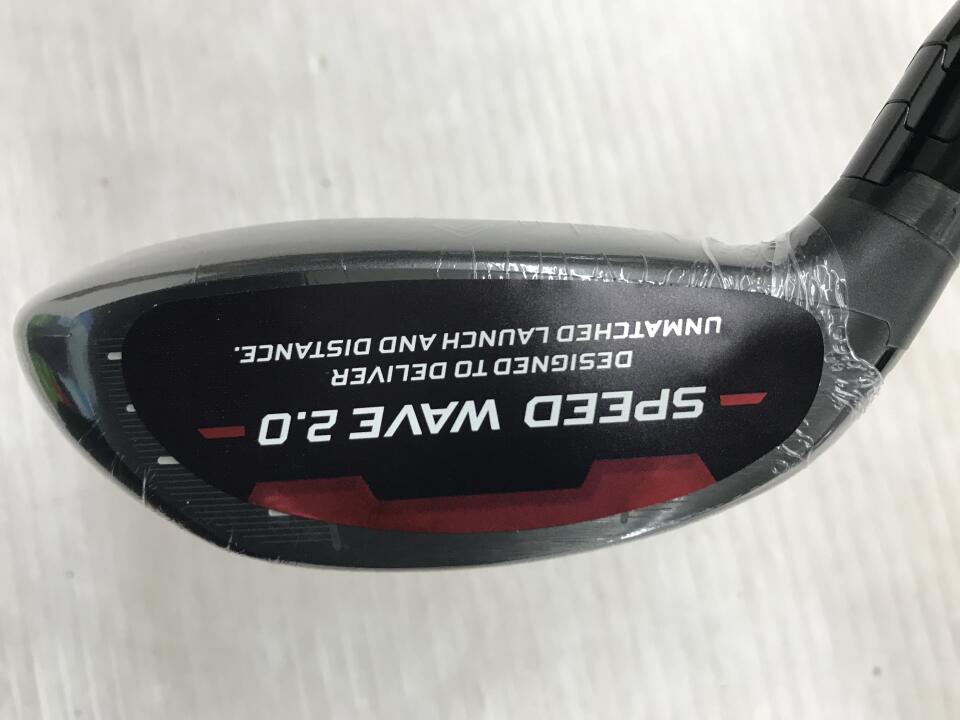 SPEED WAVE 2.0
DESIGNED TO DELIVER
UNMATCHED LAUNCH AND DISTANCE.